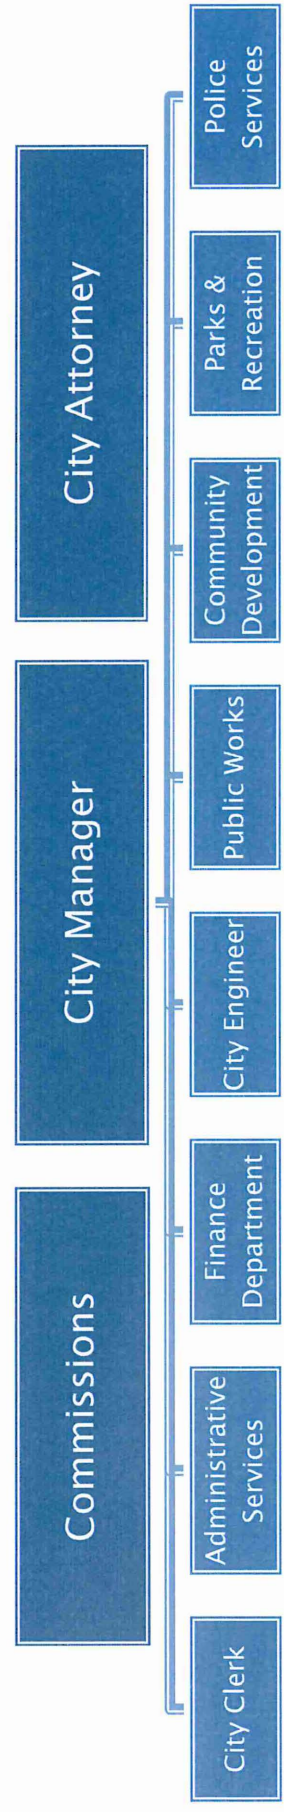 Commissions
City Manager
City Attorney
City Clerk
Administrative
Services
Finance
Department
City Engineer
Public Works
Community
Development
Parks &
Recreation
Police
Services